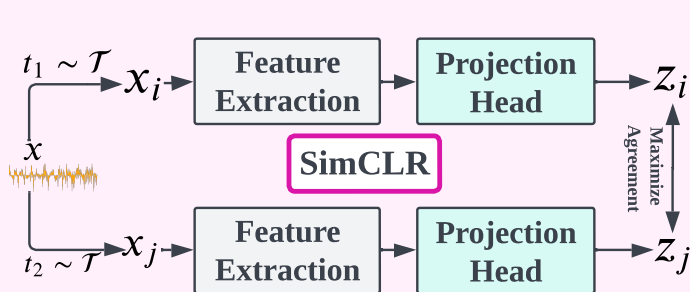 t₁ ~ 𝒯
xᵢ
Feature
Extraction
Projection
Head
zᵢ
x
SimCLR
Maximize
Agreement
t₂ ~ 𝒯
xⱼ
Feature
Extraction
Projection
Head
zⱼ